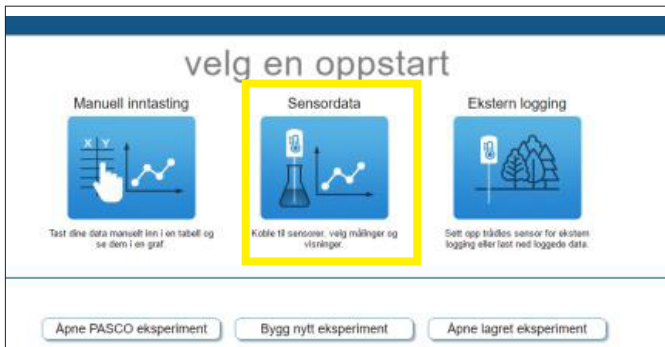 velg en oppstart
Manuell inntasting
Sensordata
Ekstern logging
X Y
Tast dine data manuelt inn i en tabell og
se dem i en graf.
Koble til sensorer, velg målinger og
visninger.
Sett opp trådløs sensor for ekstern
logging eller last ned loggede data.
Åpne PASCO eksperiment
Bygg nytt eksperiment
Åpne lagret eksperiment